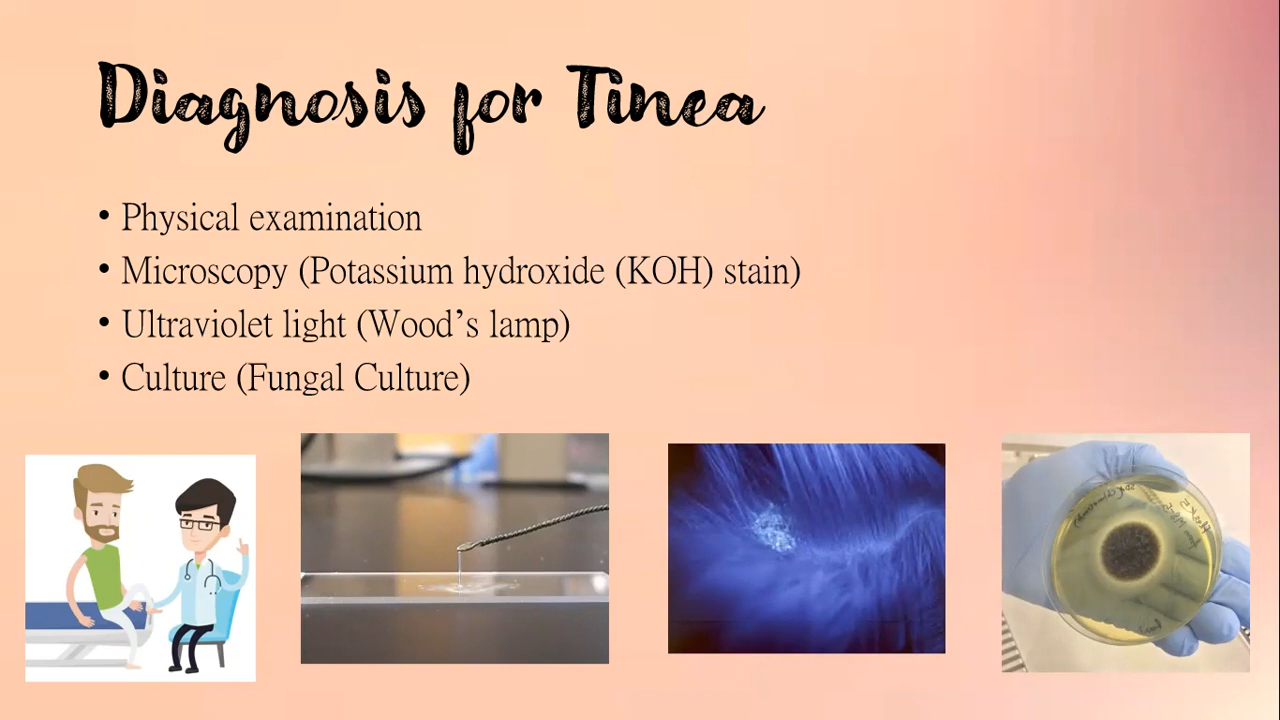 Diagnosis for Tinea
• Physical examination
• Microscopy (Potassium hydroxide (KOH) stain)
• Ultraviolet light (Wood’s lamp)
• Culture (Fungal Culture)